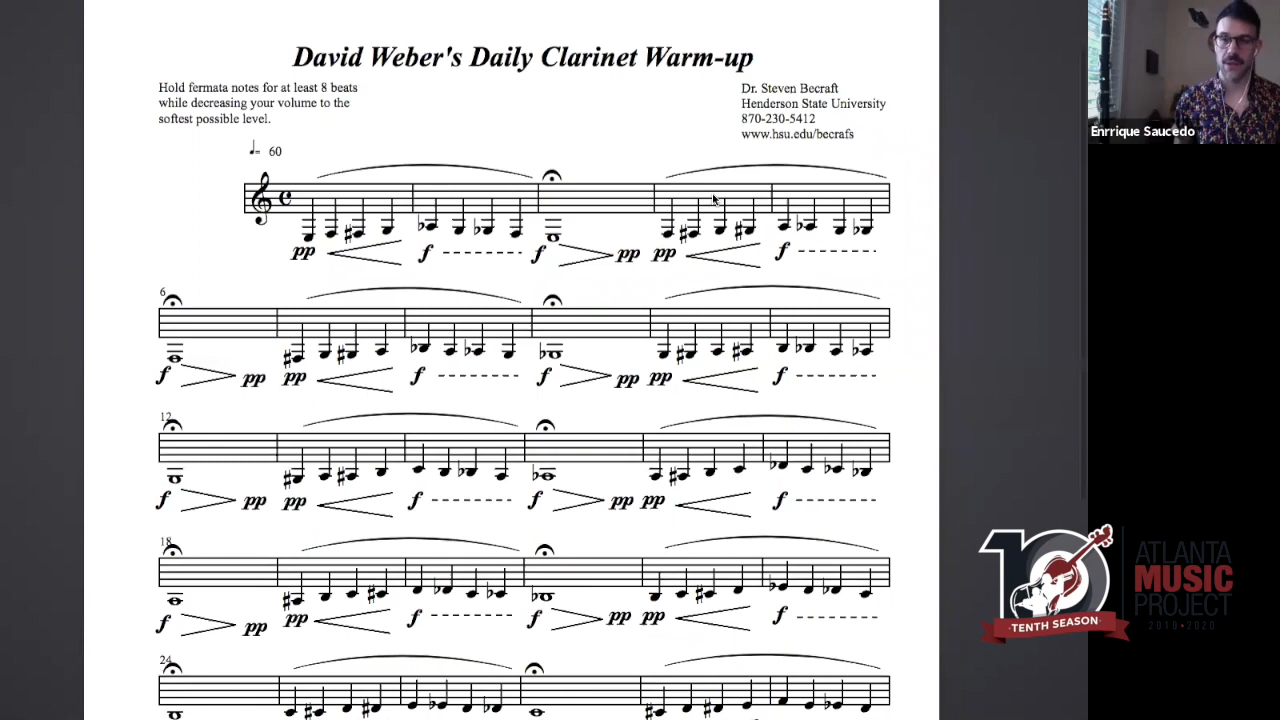 David Weber's Daily Clarinet Warm-up
Hold fermata notes for at least 8 beats
while decreasing your volume to the
softest possible level.
Dr. Steven Becraft
Henderson State University
870-230-5412
www.hsu.edu/becrafs
Enrrique Saucedo
♩= 60
pp f f pp pp f
6
f pp pp f f pp pp f
12
f pp pp f f pp pp f
18
f pp pp f f pp pp f
24
10
TENTH SEASON
ATLANTA
MUSIC
PROJECT
2010•2020